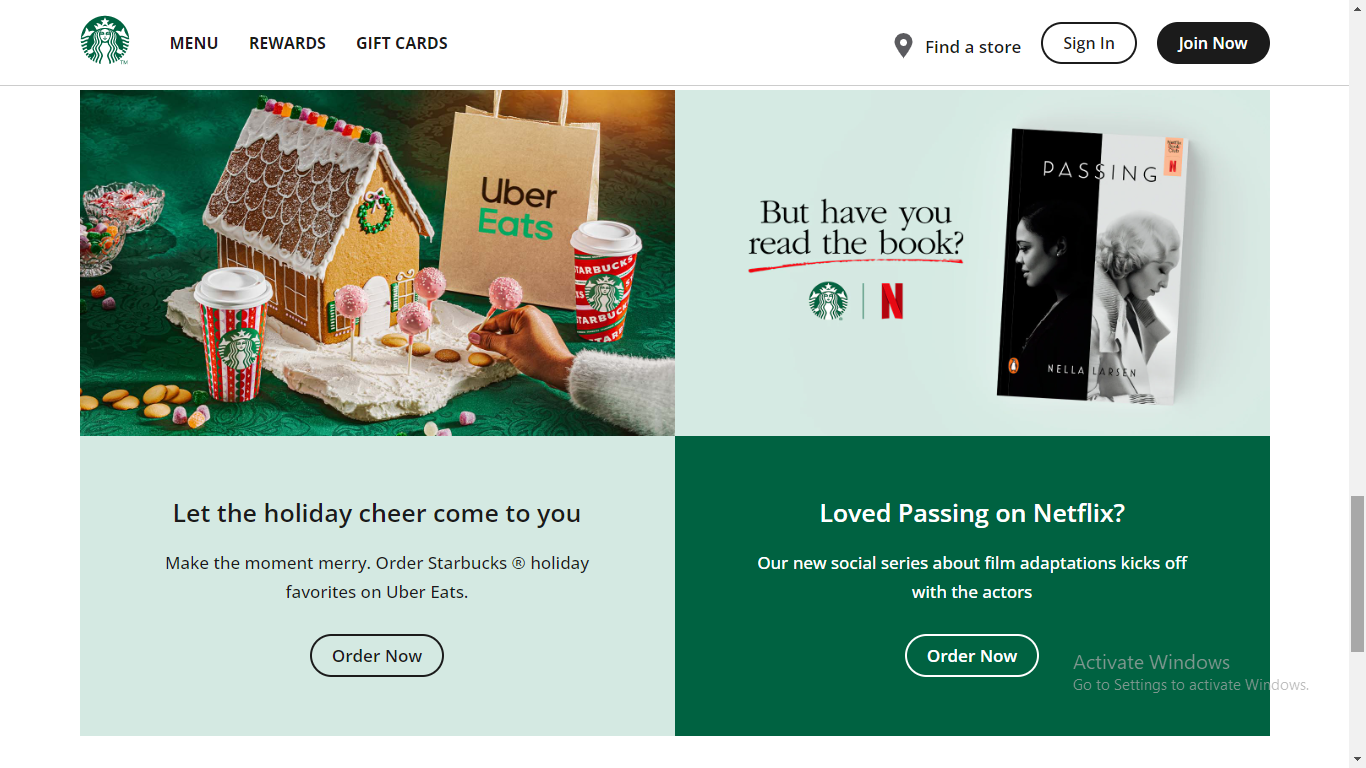 MENU REWARDS GIFT CARDS Find a store Sign In Join Now
Uber
Eats
STARBUCKS
STARBUCKS
STAR
But have you
read the book?
N
PASSING
N
NELLA LARSEN
Let the holiday cheer come to you
Make the moment merry. Order Starbucks ® holiday
favorites on Uber Eats.
Order Now
Loved Passing on Netflix?
Our new social series about film adaptations kicks off
with the actors
Order Now
Activate Windows
Go to Settings to activate Windows.